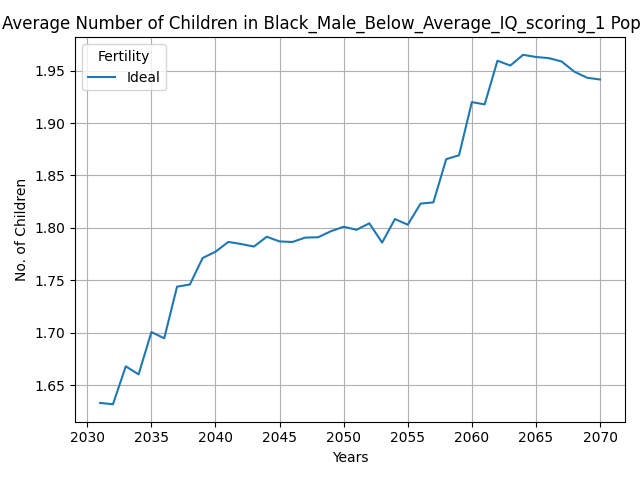 Average Number of Children in Black_Male_Below_Average_IQ_scoring_1 Pop
Fertility
Ideal
No. of Children
1.95
1.90
1.85
1.80
1.75
1.70
1.65
2030 2035 2040 2045 2050 2055 2060 2065 2070
Years